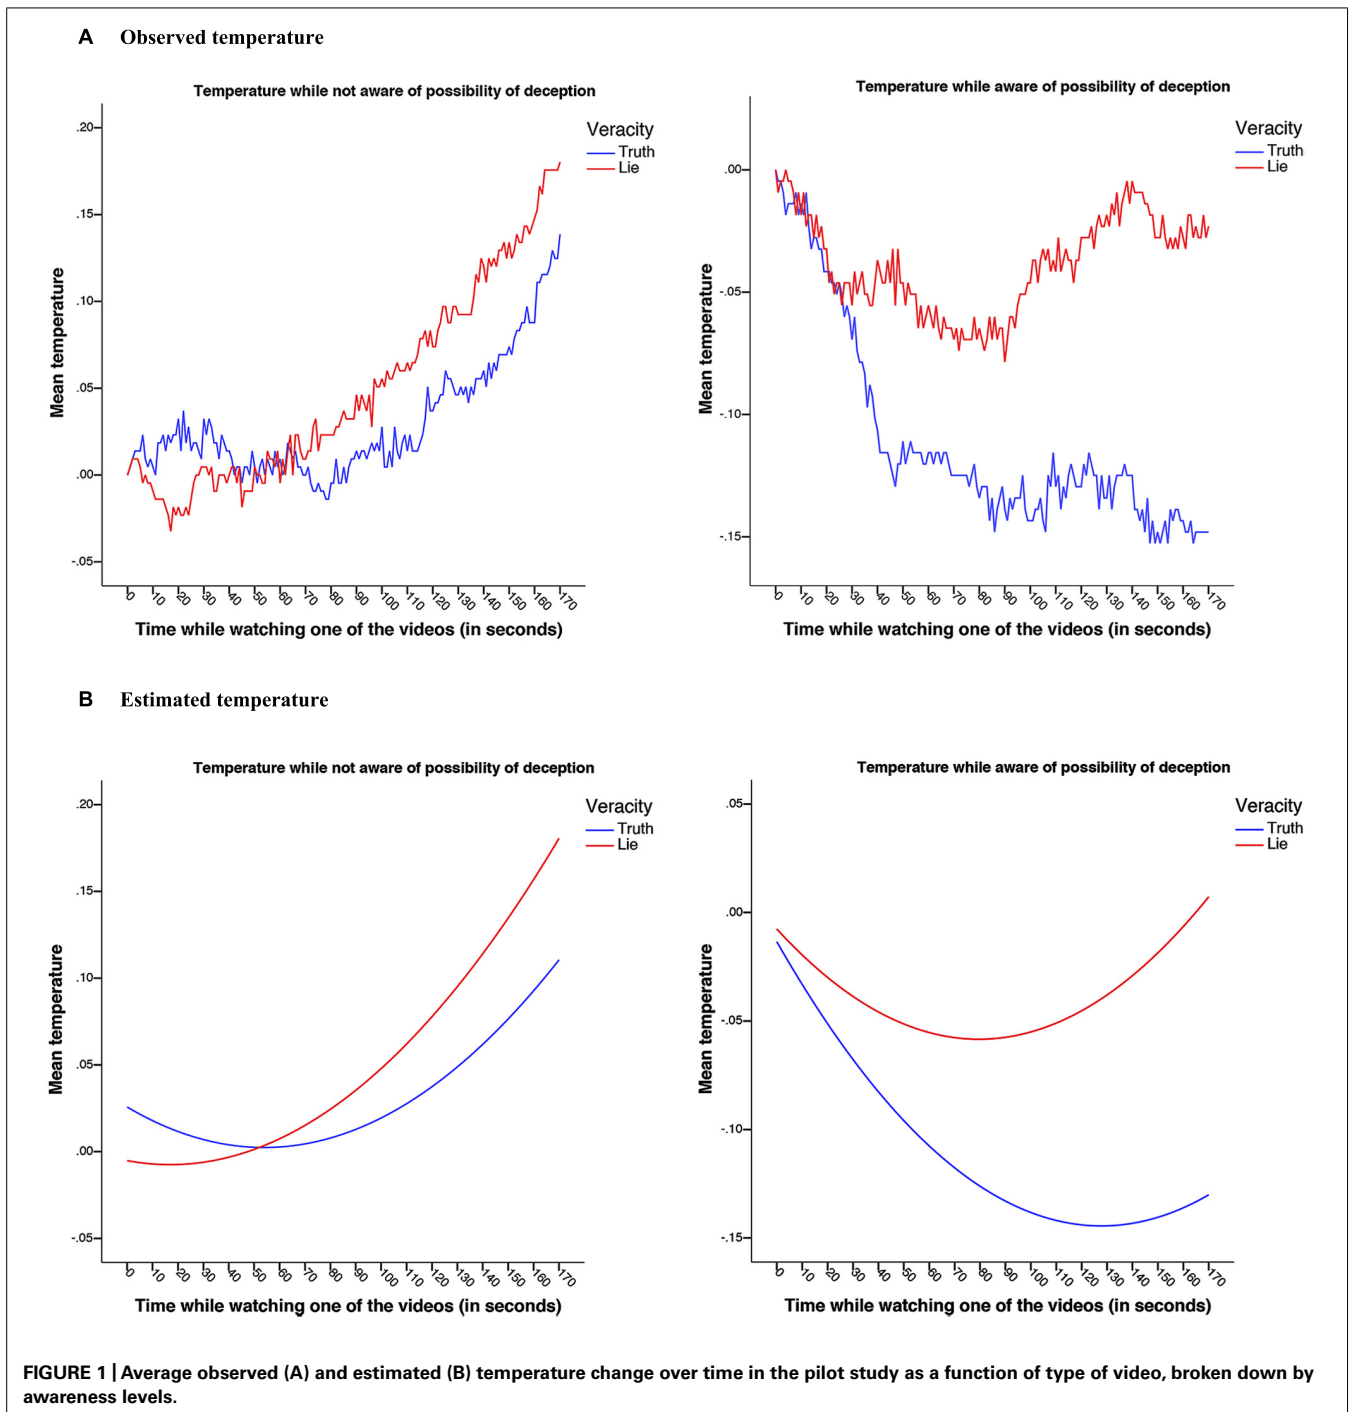 A Observed temperature
Temperature while not aware of possibility of deception
Veracity
Truth
Lie
Mean temperature
.20
.15
.10
.05
.00
-.05
0 10 20 30 40 50 60 70 80 90 100 110 120 130 140 150 160 170
Time while watching one of the videos (in seconds)
Temperature while aware of possibility of deception
Veracity
Truth
Lie
Mean temperature
.00
-.05
-.10
-.15
0 10 20 30 40 50 60 70 80 90 100 110 120 130 140 150 160 170
Time while watching one of the videos (in seconds)
B Estimated temperature
Temperature while not aware of possibility of deception
Veracity
Truth
Lie
Mean temperature
.20
.15
.10
.05
.00
-.05
0 10 20 30 40 50 60 70 80 90 100 110 120 130 140 150 160 170
Time while watching one of the videos (in seconds)
Temperature while aware of possibility of deception
Veracity
Truth
Lie
Mean temperature
.05
.00
-.05
-.10
-.15
0 10 20 30 40 50 60 70 80 90 100 110 120 130 140 150 160 170
Time while watching one of the videos (in seconds)
FIGURE 1 | Average observed (A) and estimated (B) temperature change over time in the pilot study as a function of type of video, broken down by
awareness levels.